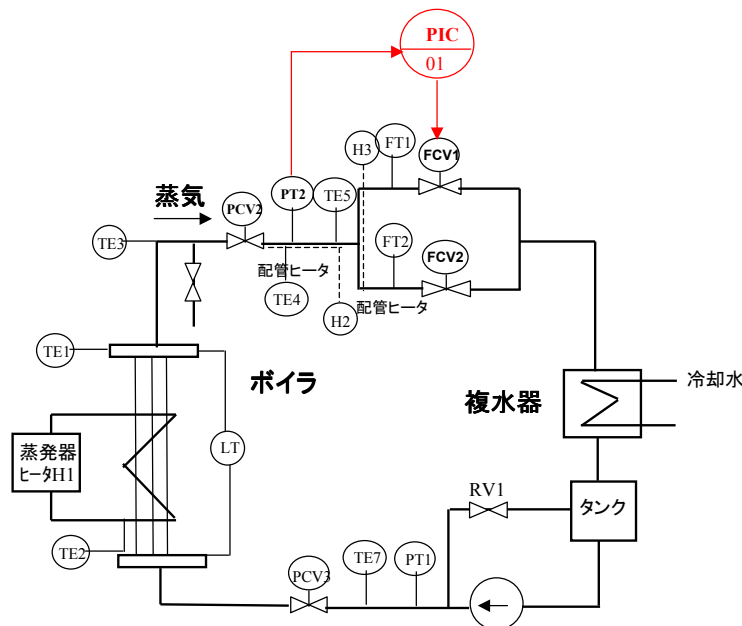 PIC
01
H3
FT1
FCV1
蒸気
PCV2
PT2
TE5
TE3
FT2
FCV2
配管ヒータ
TE4
H2
配管ヒータ
TE1
ボイラ
複水器
冷却水
蒸発器
ヒータH1
LT
RV1
タンク
TE2
PCV3
TE7
PT1